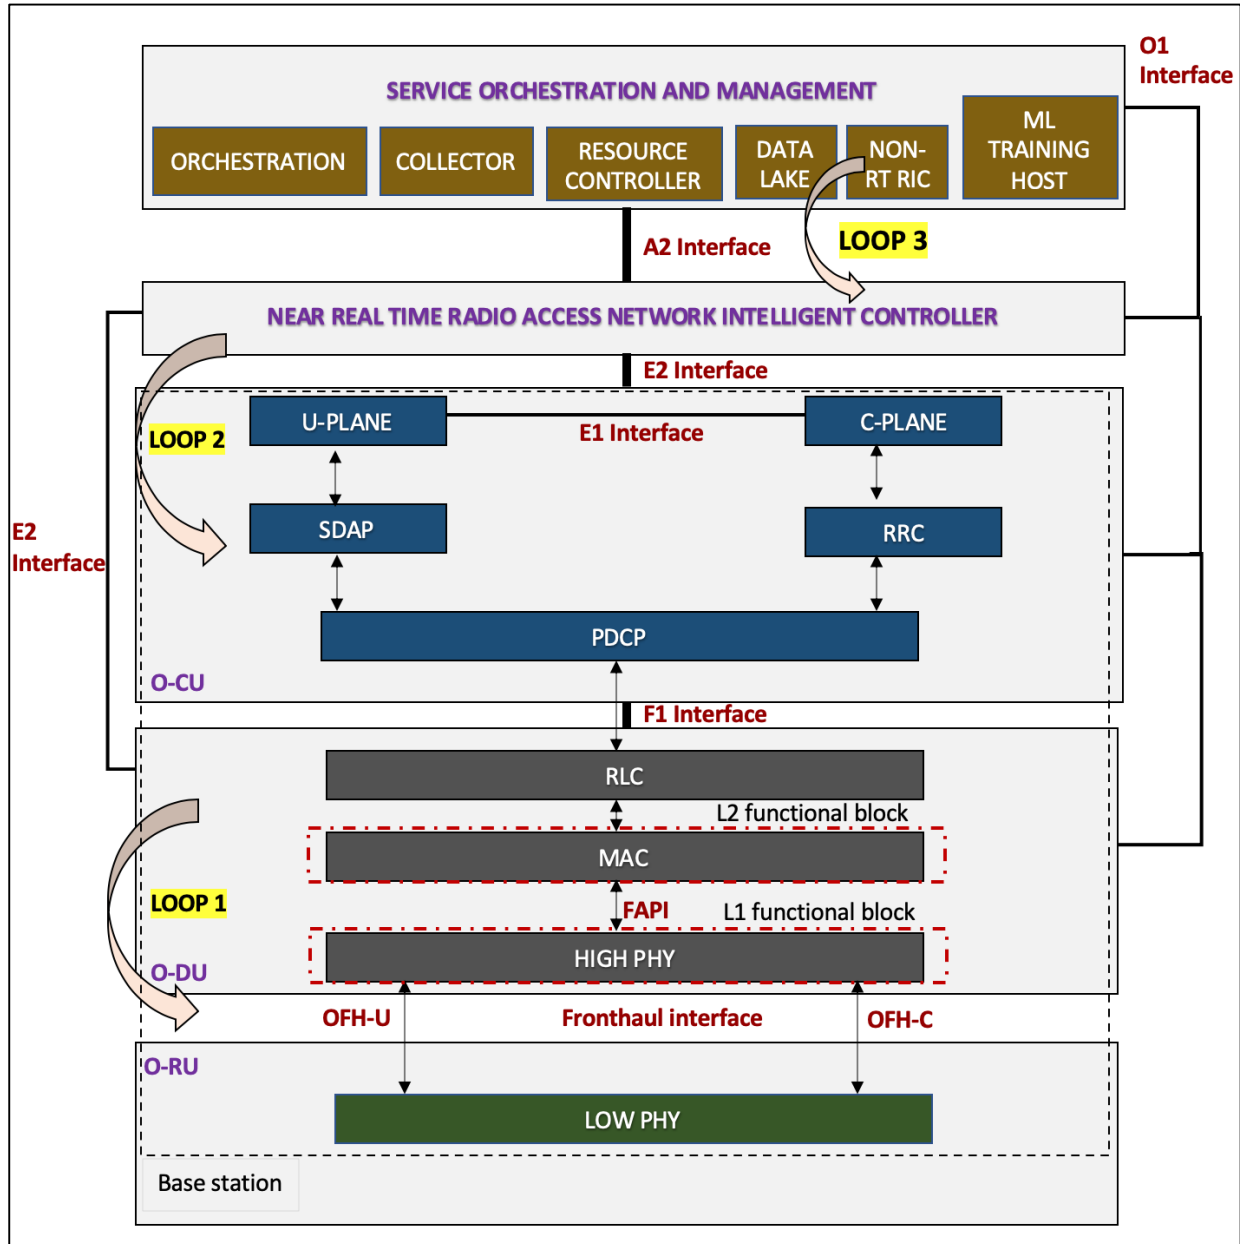 O1
Interface
SERVICE ORCHESTRATION AND MANAGEMENT
ORCHESTRATION
COLLECTOR
RESOURCE
CONTROLLER
DATA
LAKE
NON-
RT RIC
ML
TRAINING
HOST
A2 Interface
LOOP 3
NEAR REAL TIME RADIO ACCESS NETWORK INTELLIGENT CONTROLLER
E2 Interface
U-PLANE
C-PLANE
E1 Interface
LOOP 2
SDAP
RRC
E2
Interface
PDCP
O-CU
F1 Interface
RLC
L2 functional block
MAC
LOOP 1
FAPI
L1 functional block
HIGH PHY
O-DU
OFH-U
Fronthaul interface
OFH-C
O-RU
LOW PHY
Base station